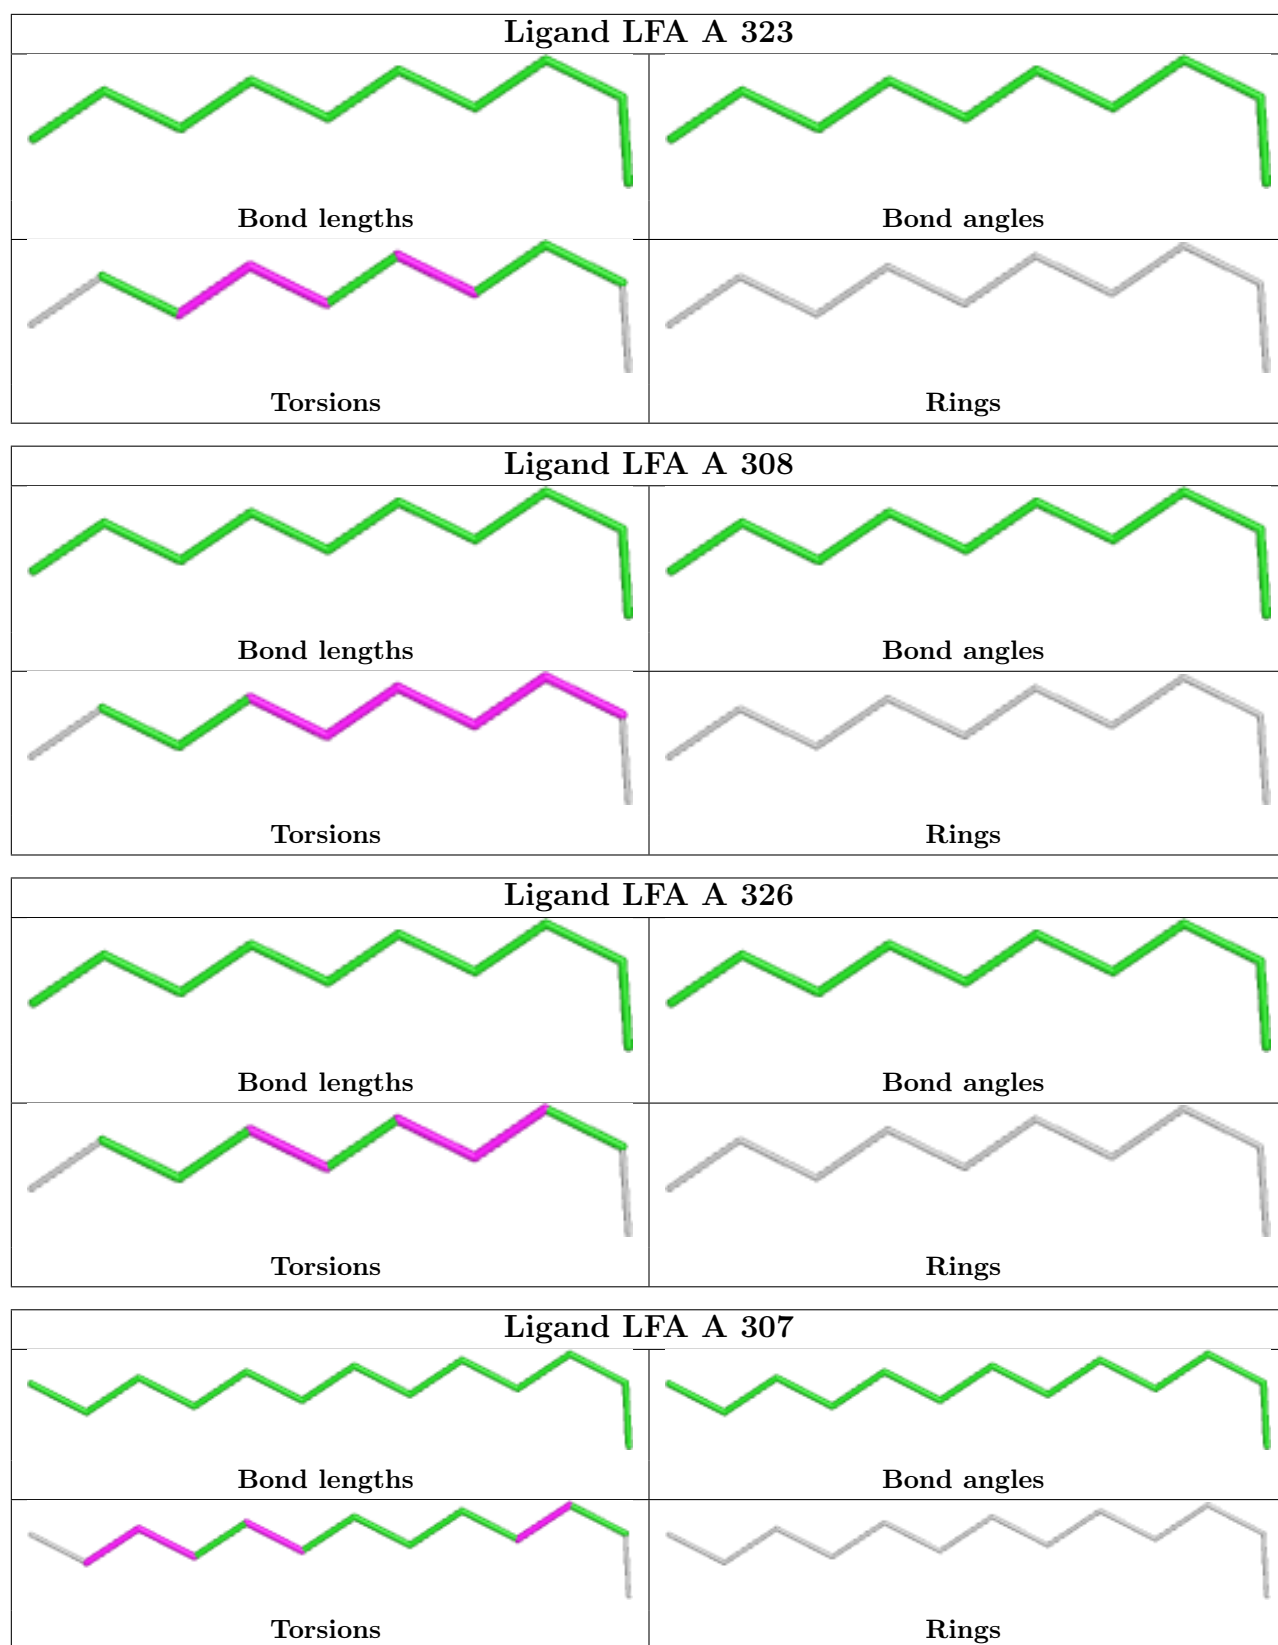 Ligand LFA A 323
Bond lengths Bond angles
Torsions Rings
Ligand LFA A 308
Bond lengths Bond angles
Torsions Rings
Ligand LFA A 326
Bond lengths Bond angles
Torsions Rings
Ligand LFA A 307
Bond lengths Bond angles
Torsions Rings